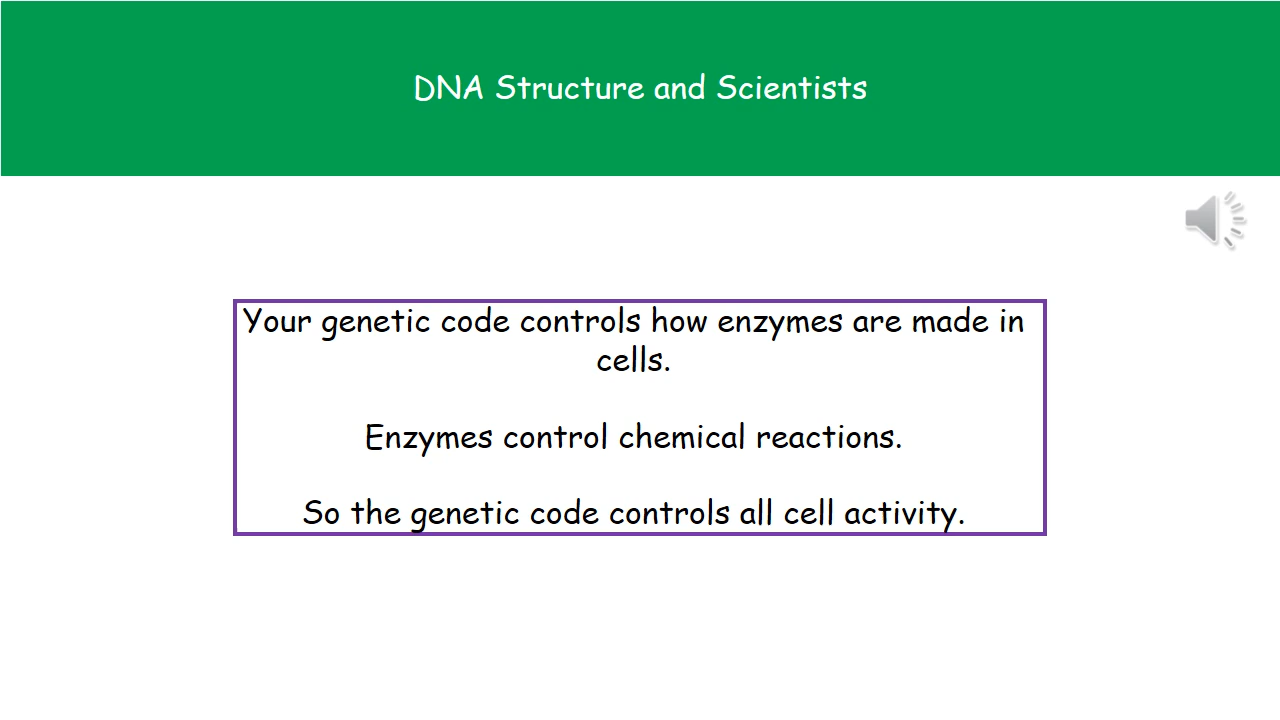 DNA Structure and Scientists
Your genetic code controls how enzymes are made in
cells.
Enzymes control chemical reactions.
So the genetic code controls all cell activity.